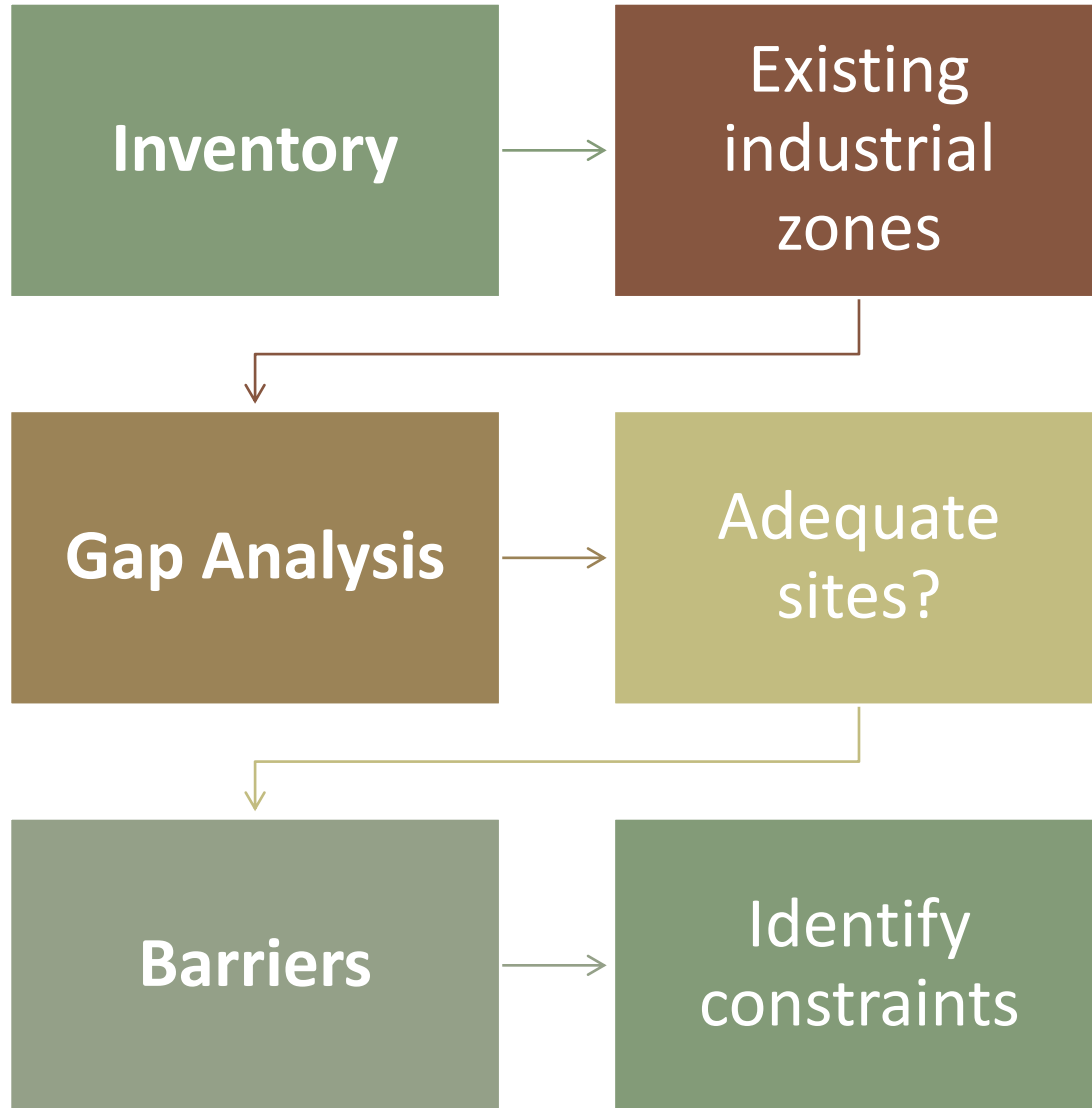 Inventory
Existing
industrial
zones
Gap Analysis
Adequate
sites?
Barriers
Identify
constraints